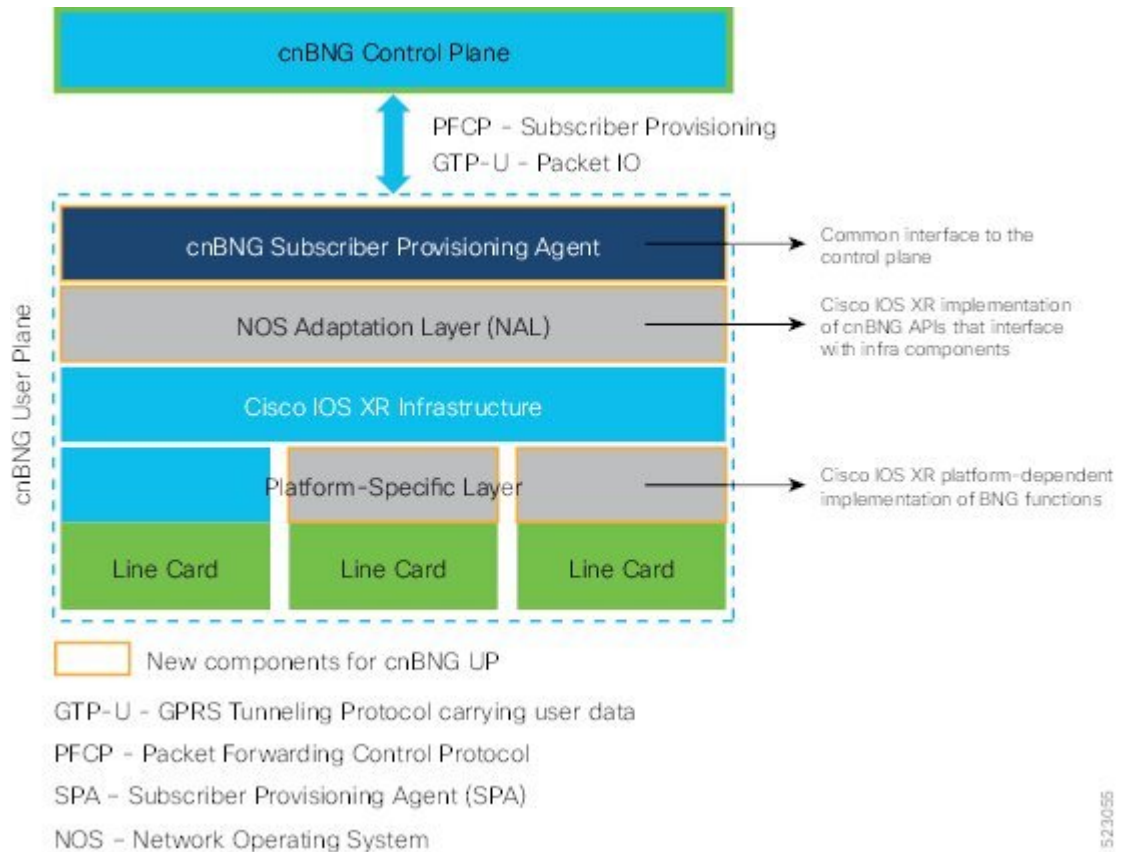 cnBNG Control Plane
PFCP - Subscriber Provisioning
GTP-U - Packet IO
cnBNG User Plane
cnBNG Subscriber Provisioning Agent
Common interface to the
control plane
NOS Adaptation Layer (NAL)
Cisco IOS XR implementation
of cnBNG APIs that interface
with infra components
Cisco IOS XR Infrastructure
Platform-Specific Layer
Cisco IOS XR platform-dependent
implementation of BNG functions
Line Card
Line Card
Line Card
New components for cnBNG UP
GTP-U - GPRS Tunneling Protocol carrying user data
PFCP - Packet Forwarding Control Protocol
SPA - Subscriber Provisioning Agent (SPA)
NOS - Network Operating System
523055